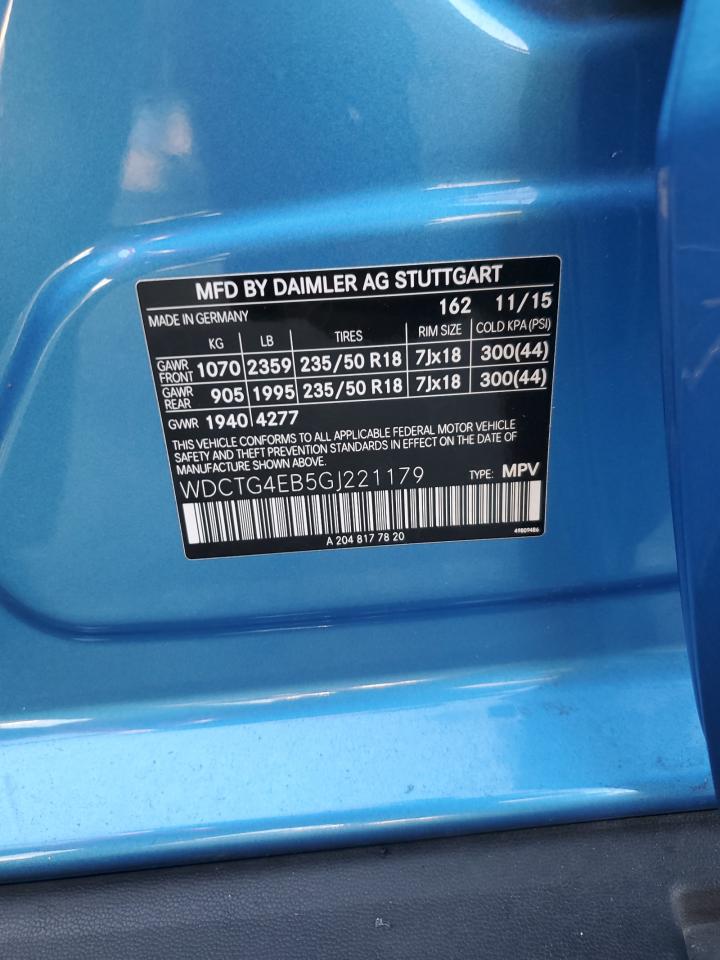 MFD BY DAIMLER AG STUTTGART
MADE IN GERMANY 162 11/15
KG LB TIRES RIM SIZE COLD KPA (PSI)
GAWR FRONT 1070 2359 235/50 R18 7Jx18 300(44)
GAWR REAR 905 1995 235/50 R18 7Jx18 300(44)
GVWR 1940 4277
THIS VEHICLE CONFORMS TO ALL APPLICABLE FEDERAL MOTOR VEHICLE
SAFETY AND THEFT PREVENTION STANDARDS IN EFFECT ON THE DATE OF
MANUFACTURE SHOWN ABOVE.
WDCTG4EB5GJ221179 TYPE: MPV
A 204 817 78 20 49809486